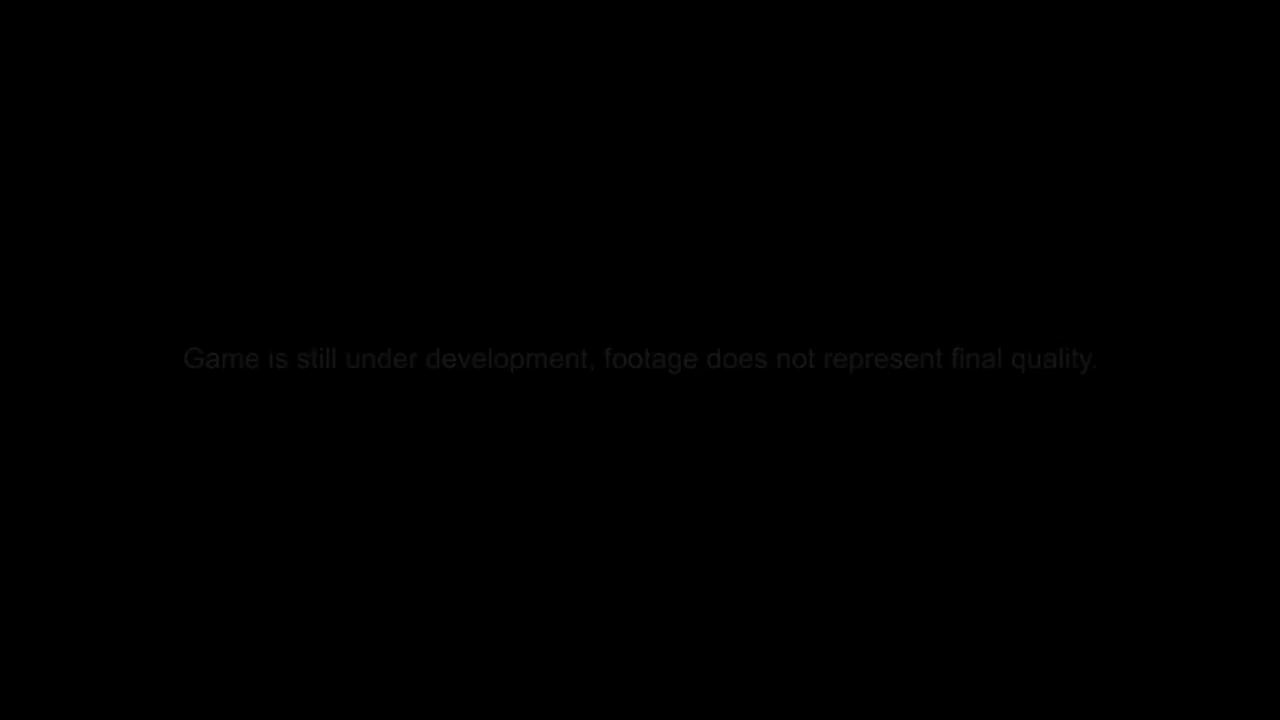 Game is still under development, footage does not represent final quality.